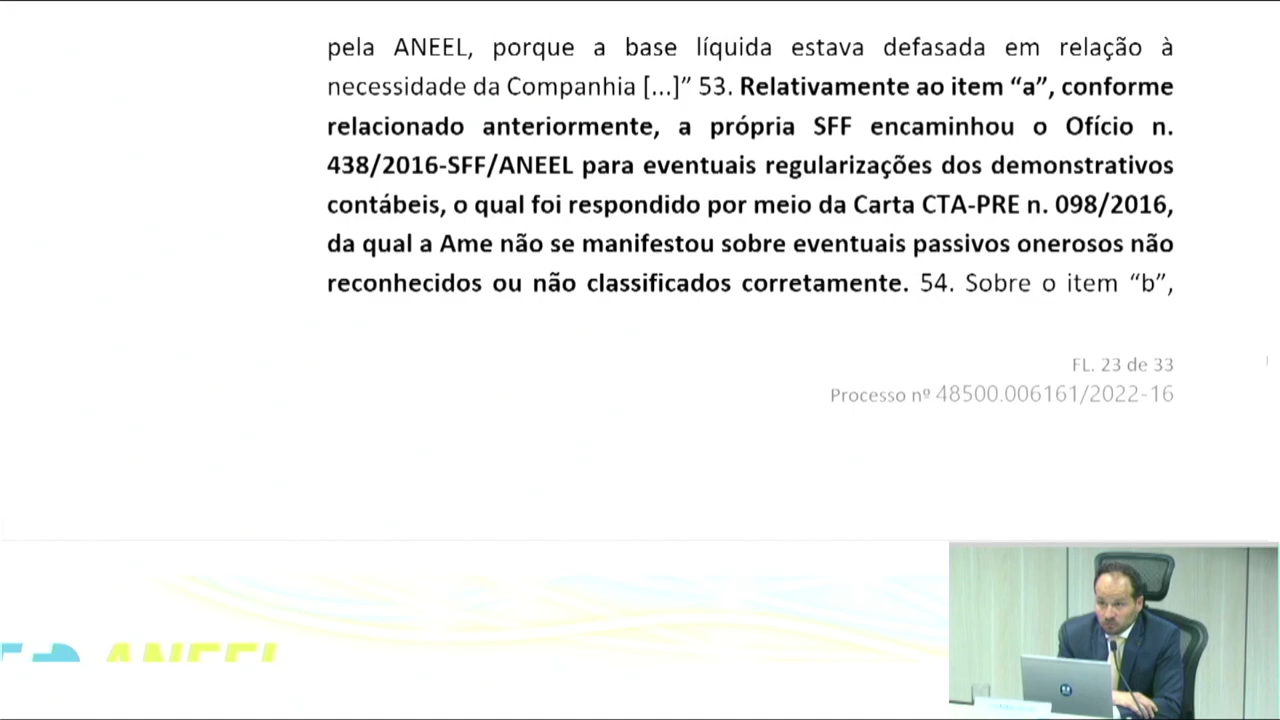 pela ANEEL, porque a base líquida estava defasada em relação à
necessidade da Companhia [...]” 53. Relativamente ao item “a”, conforme
relacionado anteriormente, a própria SFF encaminhou o Ofício n.
438/2016-SFF/ANEEL para eventuais regularizações dos demonstrativos
contábeis, o qual foi respondido por meio da Carta CTA-PRE n. 098/2016,
da qual a Ame não se manifestou sobre eventuais passivos onerosos não
reconhecidos ou não classificados corretamente. 54. Sobre o item “b”,
FL. 23 de 33
Processo nº 48500.006161/2022-16
ANEEL